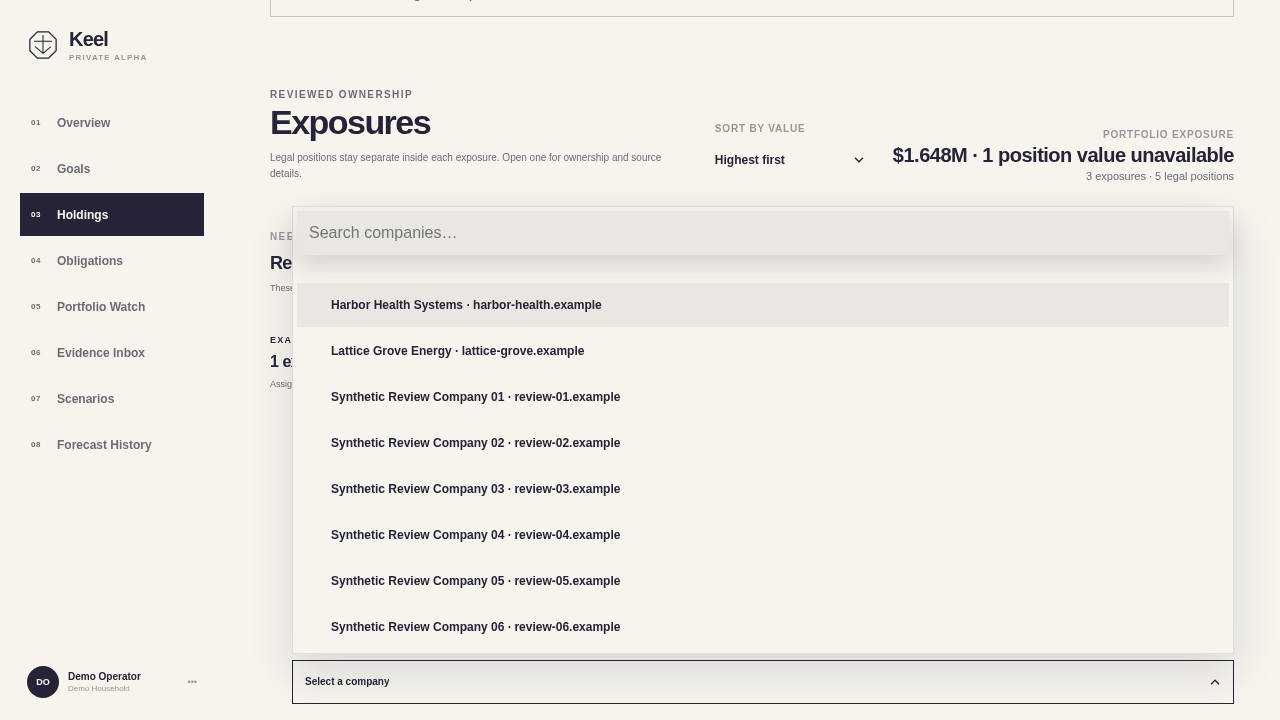 Keel
PRIVATE ALPHA
01 Overview
02 Goals
03 Holdings
04 Obligations
05 Portfolio Watch
06 Evidence Inbox
07 Scenarios
08 Forecast History
DO
Demo Operator
Demo Household
REVIEWED OWNERSHIP
Exposures
Legal positions stay separate inside each exposure. Open one for ownership and source
details.
SORT BY VALUE
Highest first
PORTFOLIO EXPOSURE
$1.648M · 1 position value unavailable
3 exposures · 5 legal positions
Search companies…
Harbor Health Systems · harbor-health.example
Lattice Grove Energy · lattice-grove.example
Synthetic Review Company 01 · review-01.example
Synthetic Review Company 02 · review-02.example
Synthetic Review Company 03 · review-03.example
Synthetic Review Company 04 · review-04.example
Synthetic Review Company 05 · review-05.example
Synthetic Review Company 06 · review-06.example
Select a company